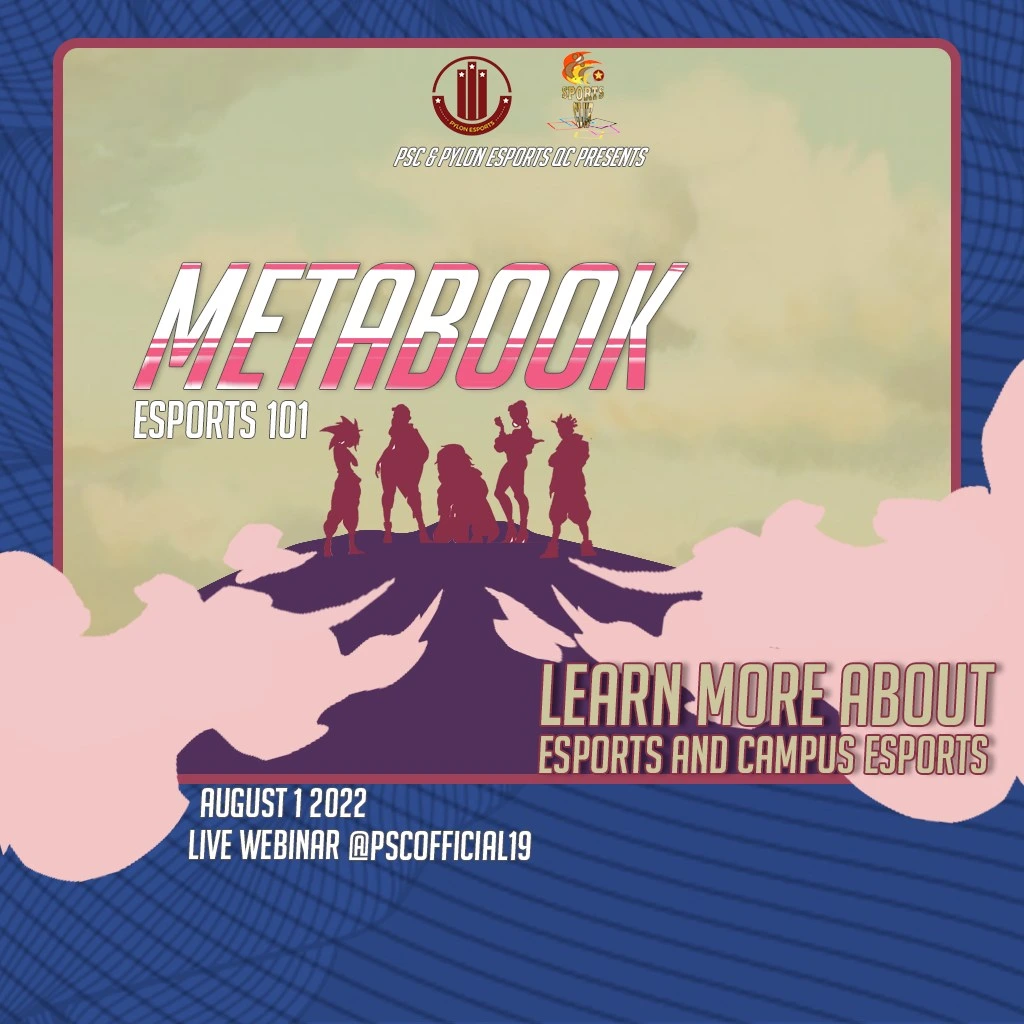 PYLON ESPORTS
SPORTS
PSC & PYLON ESPORTS QC PRESENTS
METABOOK
ESPORTS 101
LEARN MORE ABOUT
ESPORTS AND CAMPUS ESPORTS
AUGUST 1 2022
LIVE WEBINAR @PSCOFFICIAL19